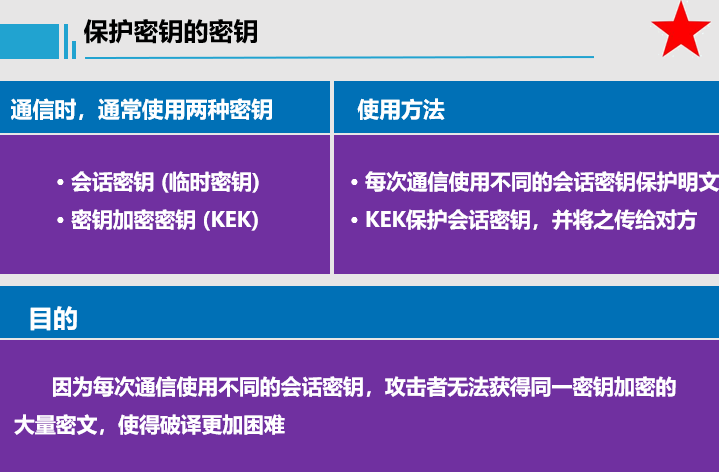 保护密钥的密钥
通信时，通常使用两种密钥
• 会话密钥 (临时密钥)
• 密钥加密密钥 (KEK)
使用方法
• 每次通信使用不同的会话密钥保护明文
• KEK保护会话密钥，并将之传给对方
目的
因为每次通信使用不同的会话密钥，攻击者无法获得同一密钥加密的
大量密文，使得破译更加困难